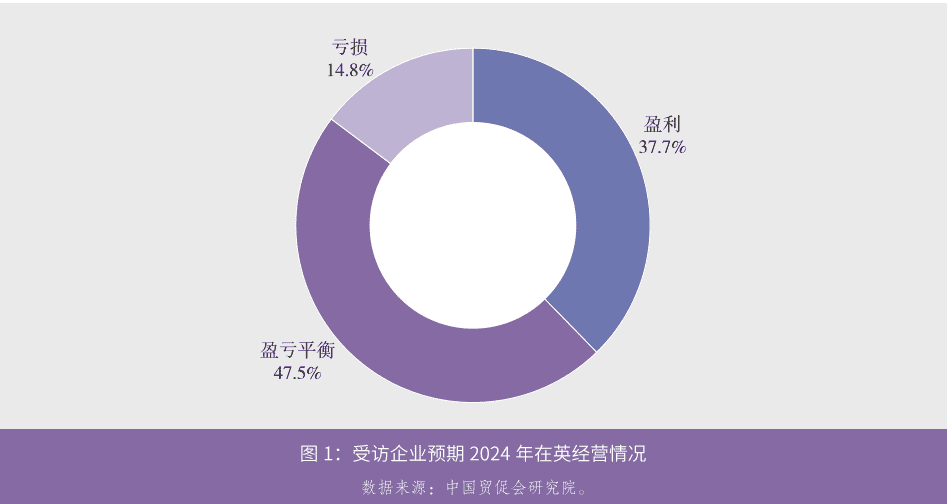 亏损
14.8%
盈利
37.7%
盈亏平衡
47.5%
图 1：受访企业预期 2024 年在英经营情况
数据来源：中国贸促会研究院。